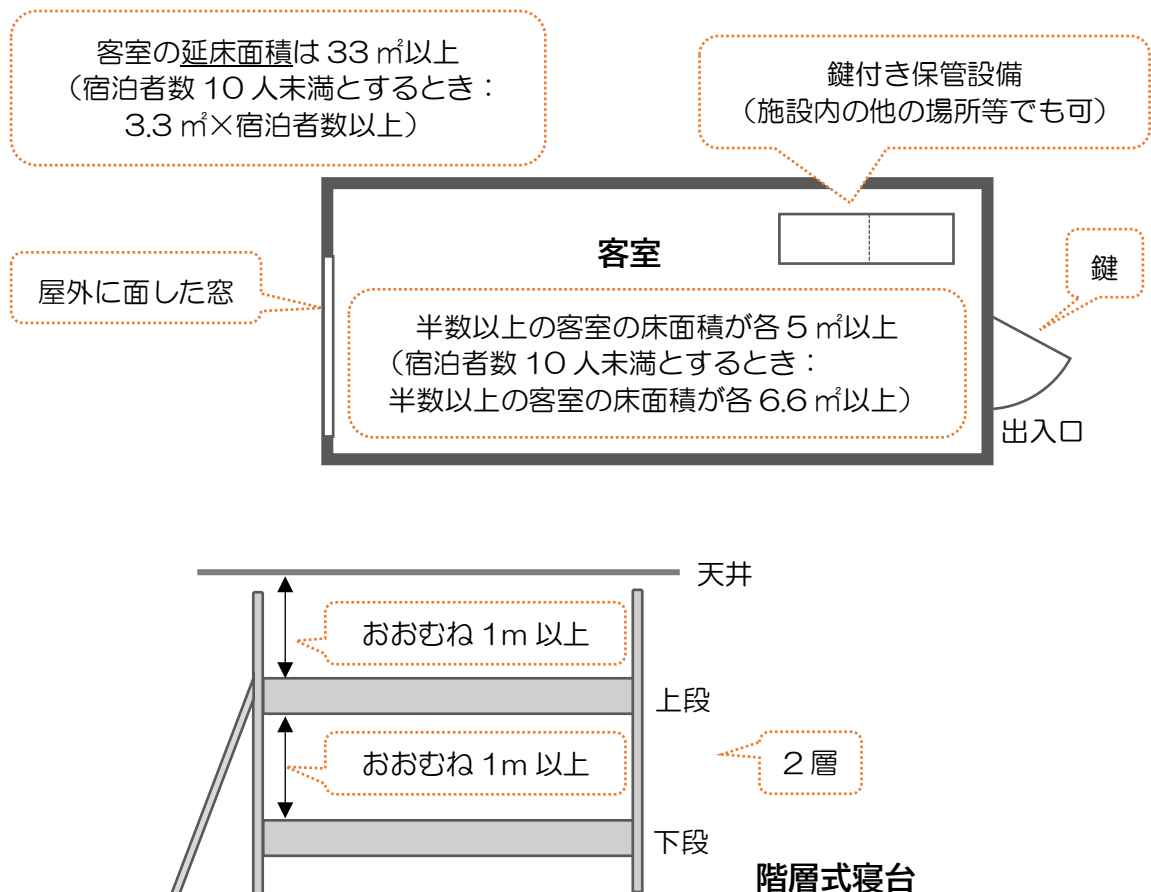 客室の延床面積は 33 ㎡以上
（宿泊者数 10 人未満とするとき：
3.3 ㎡×宿泊者数以上）
鍵付き保管設備
（施設内の他の場所等でも可）
客室
鍵
屋外に面した窓
半数以上の客室の床面積が各 5 ㎡以上
（宿泊者数 10 人未満とするとき：
半数以上の客室の床面積が各 6.6 ㎡以上）
出入口
天井
おおむね 1m 以上
上段
おおむね 1m 以上
2 層
下段
階層式寝台